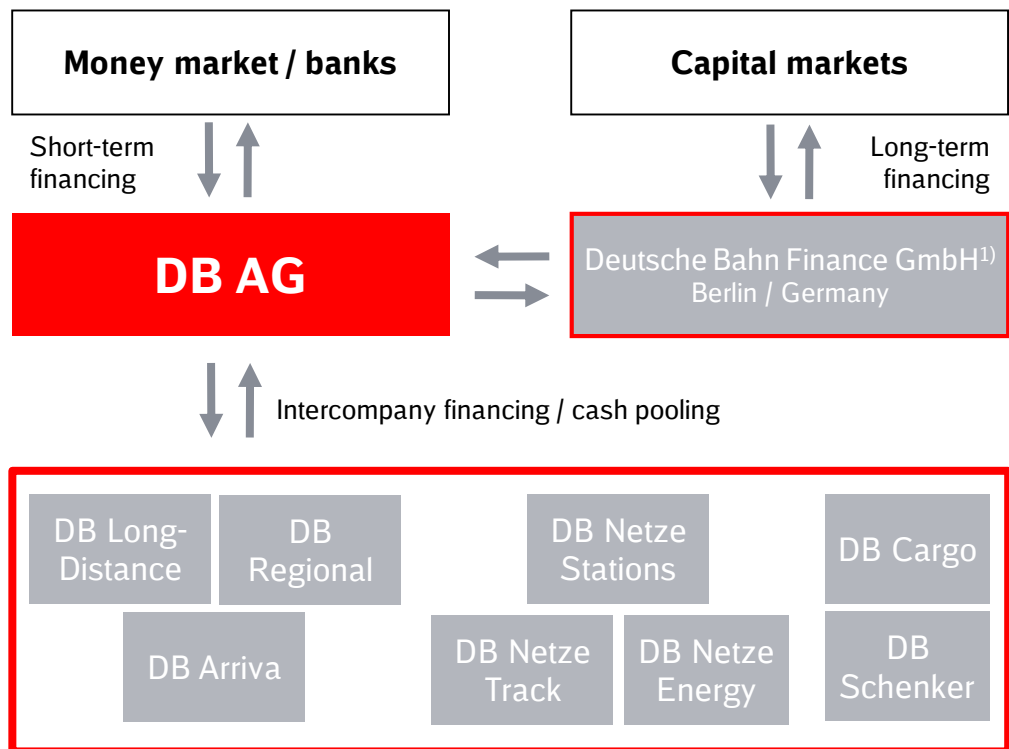 Money market / banks
Capital markets
Short-term
financing
Long-term
financing
DB AG
Deutsche Bahn Finance GmbH1)
Berlin / Germany
Intercompany financing / cash pooling
DB Long-
Distance
DB
Regional
DB Arriva
DB Netze
Stations
DB Netze
Track
DB Netze
Energy
DB Cargo
DB
Schenker